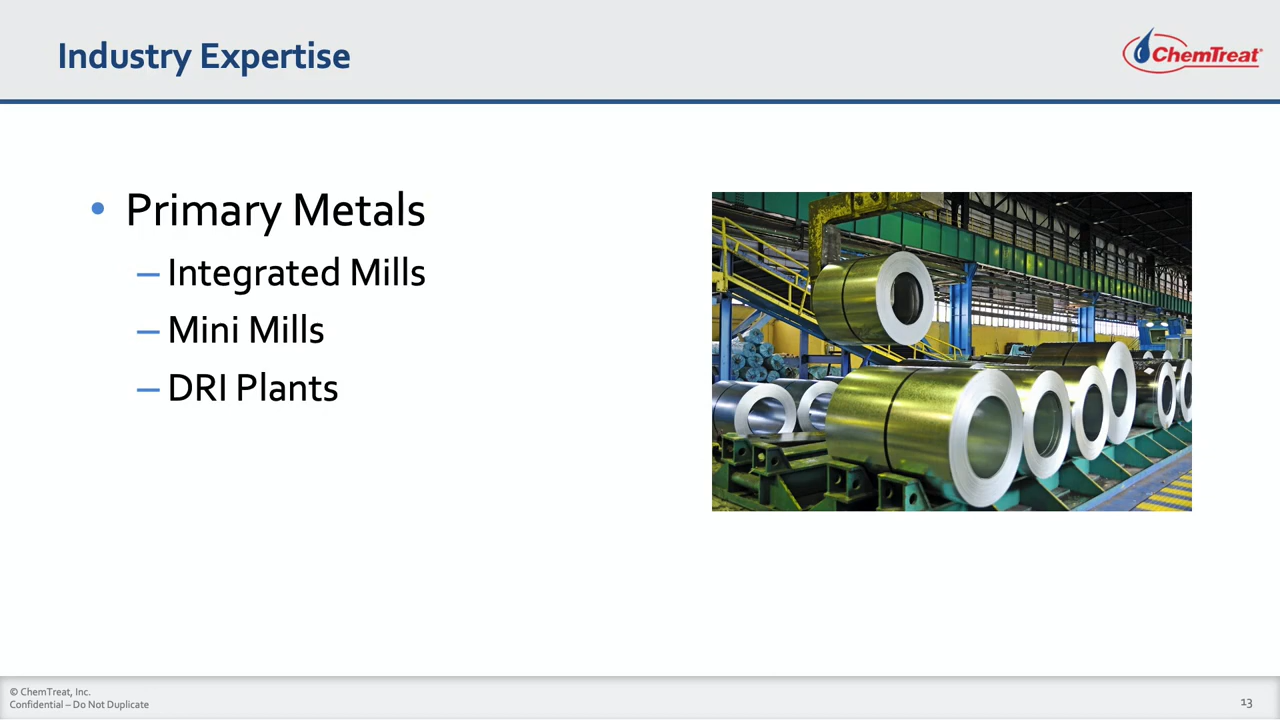 Industry Expertise
ChemTreat®
• Primary Metals
– Integrated Mills
– Mini Mills
– DRI Plants
© ChemTreat, Inc.
Confidential – Do Not Duplicate
13